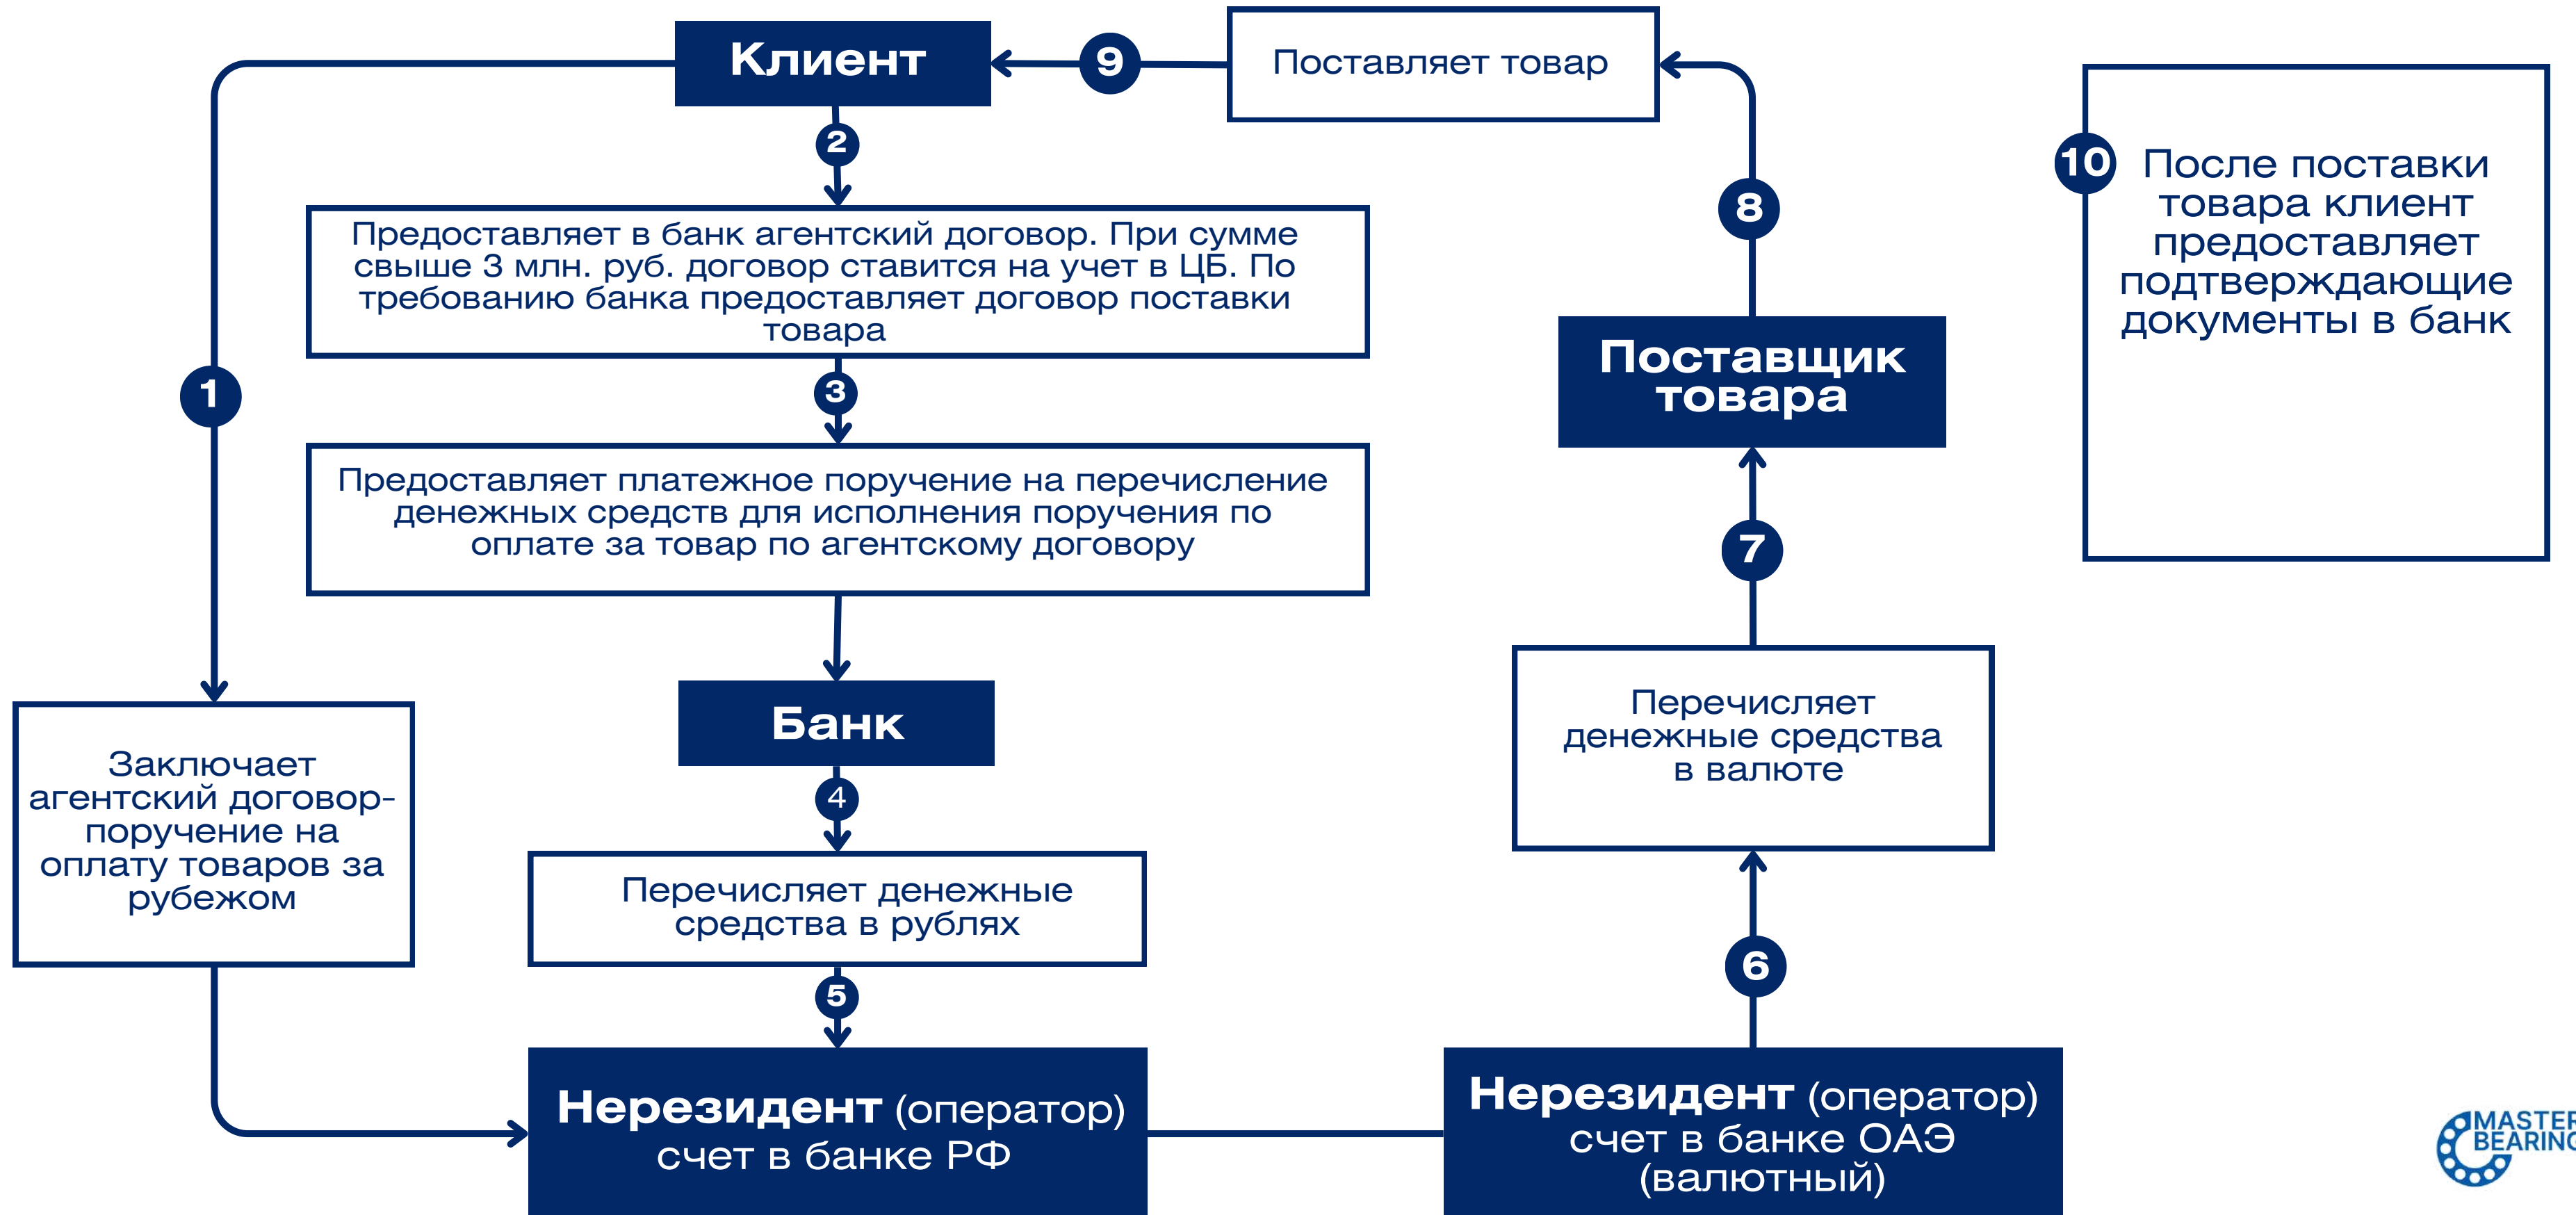 Клиент
9
Поставляет товар
2
10
После поставки
товара клиент
предоставляет
подтверждающие
документы в банк
8
Предоставляет в банк агентский договор. При сумме
свыше 3 млн. руб. договор ставится на учет в ЦБ. По
требованию банка предоставляет договор поставки
товара
Поставщик
товара
1
3
Предоставляет платежное поручение на перечисление
денежных средств для исполнения поручения по
оплате за товар по агентскому договору
7
Банк
Перечисляет
денежные средства
в валюте
Заключает
агентский договор-
поручение на
оплату товаров за
рубежом
4
Перечисляет денежные
средства в рублях
5
6
Нерезидент (оператор)
счет в банке РФ
Нерезидент (оператор)
счет в банке ОАЭ
(валютный)
MASTER
BEARING